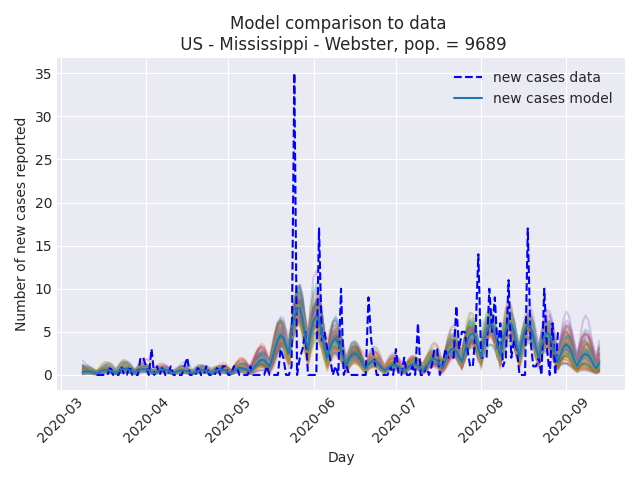 Model comparison to data
US - Mississippi - Webster, pop. = 9689
new cases data
new cases model
Number of new cases reported
35
30
25
20
15
10
5
0
2020-03
2020-04
2020-05
2020-06
2020-07
2020-08
2020-09
Day